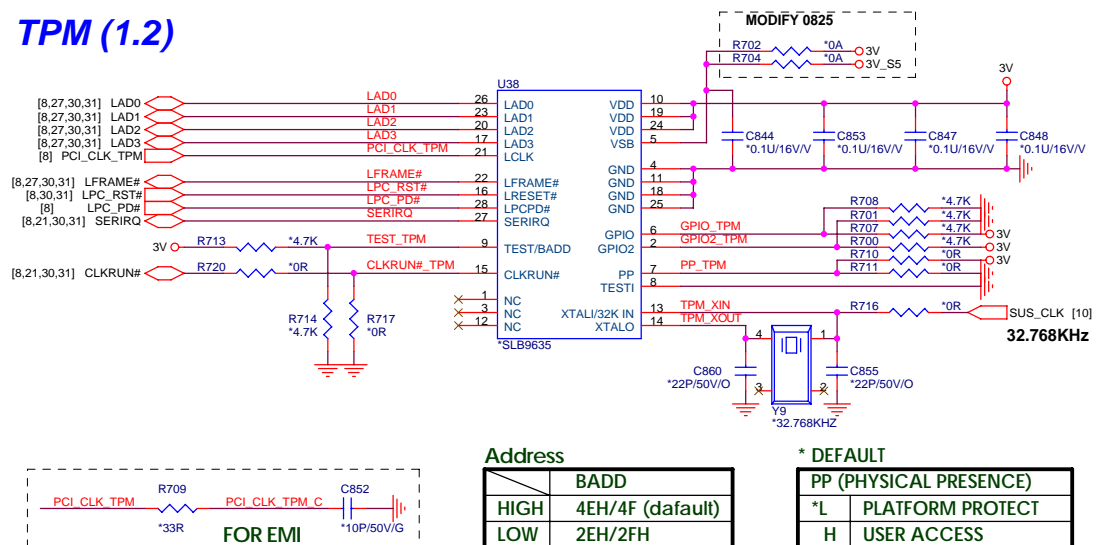 TPM (1.2)
MODIFY 0825
R702 *0A 3V
R704 *0A 3V_S5
3V
U38
[8,27,30,31] LAD0 LAD0 26 LAD0 VDD 10
[8,27,30,31] LAD1 LAD1 23 LAD1 VDD 19
[8,27,30,31] LAD2 LAD2 20 LAD2 VDD 24
[8,27,30,31] LAD3 LAD3 17 LAD3 VSB 5
[8] PCI_CLK_TPM PCI_CLK_TPM 21 LCLK
C844 C853 C847 C848
*0.1U/16V/V *0.1U/16V/V *0.1U/16V/V *0.1U/16V/V
GND 4
[8,27,30,31] LFRAME# LFRAME# 22 LFRAME# GND 11
[8,30,31] LPC_RST# LPC_RST# 16 LRESET# GND 18
[8] LPC_PD# LPC_PD# 28 LPCPD# GND 25
[8,21,30,31] SERIRQ SERIRQ 27 SERIRQ
R708 *4.7K
R701 *4.7K
GPIO 6 GPIO_TPM R707 *4.7K 3V
3V R713 *4.7K TEST_TPM 9 TEST/BADD GPIO2 2 GPIO2_TPM R700 *4.7K 3V
R710 *0R 3V
[8,21,30,31] CLKRUN# R720 *0R CLKRUN#_TPM 15 CLKRUN# PP 7 PP_TPM R711 *0R
TESTI 8
1 NC
3 NC XTALI/32K IN 13 TPM_XIN R716 *0R SUS_CLK [10]
12 NC XTALO 14 TPM_XOUT
R714 *4.7K
R717 *0R
32.768KHz
*SLB9635
4 1
3 2
C860 *22P/50V/O
C855 *22P/50V/O
Y9
*32.768KHZ
PCI_CLK_TPM R709 PCI_CLK_TPM_C C852
*33R *10P/50V/G
FOR EMI
Address
BADD
HIGH 4EH/4F (dafault)
LOW 2EH/2FH
* DEFAULT
PP (PHYSICAL PRESENCE)
*L PLATFORM PROTECT
H USER ACCESS